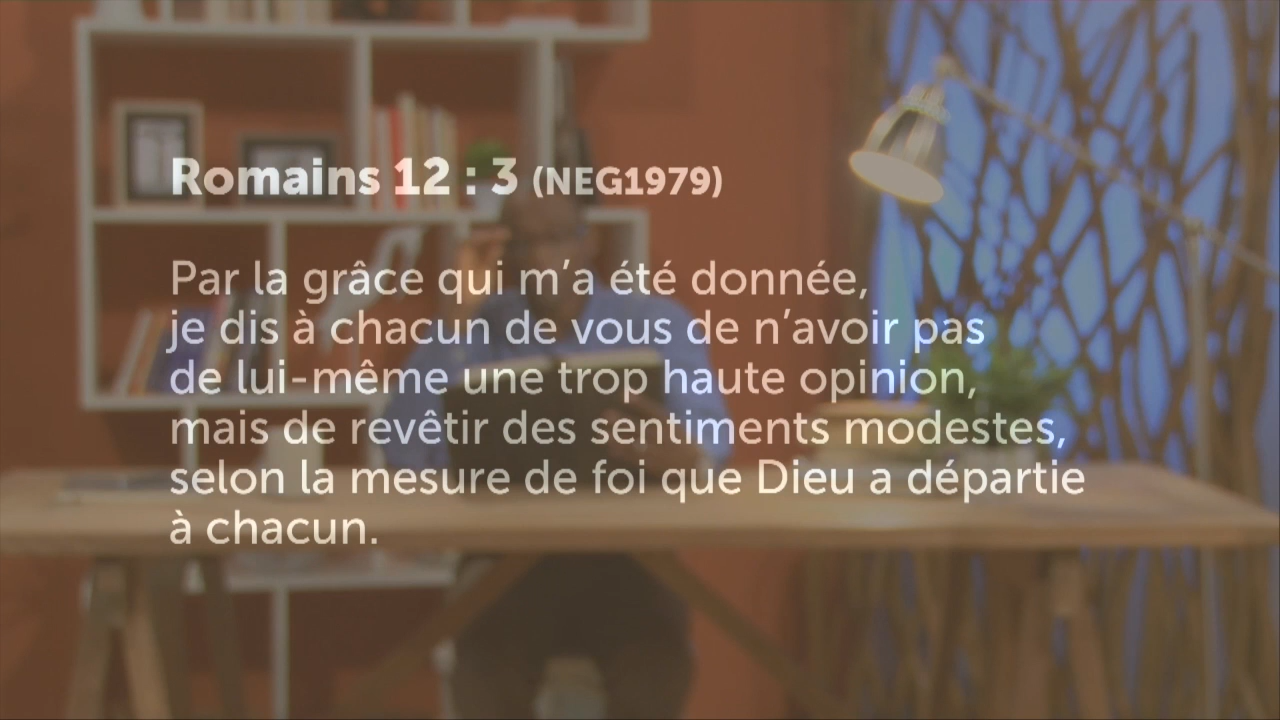 Romains 12 : 3 (NEG1979)
Par la grâce qui m’a été donnée,
je dis à chacun de vous de n’avoir pas
de lui-même une trop haute opinion,
mais de revêtir des sentiments modestes,
selon la mesure de foi que Dieu a départie
à chacun.